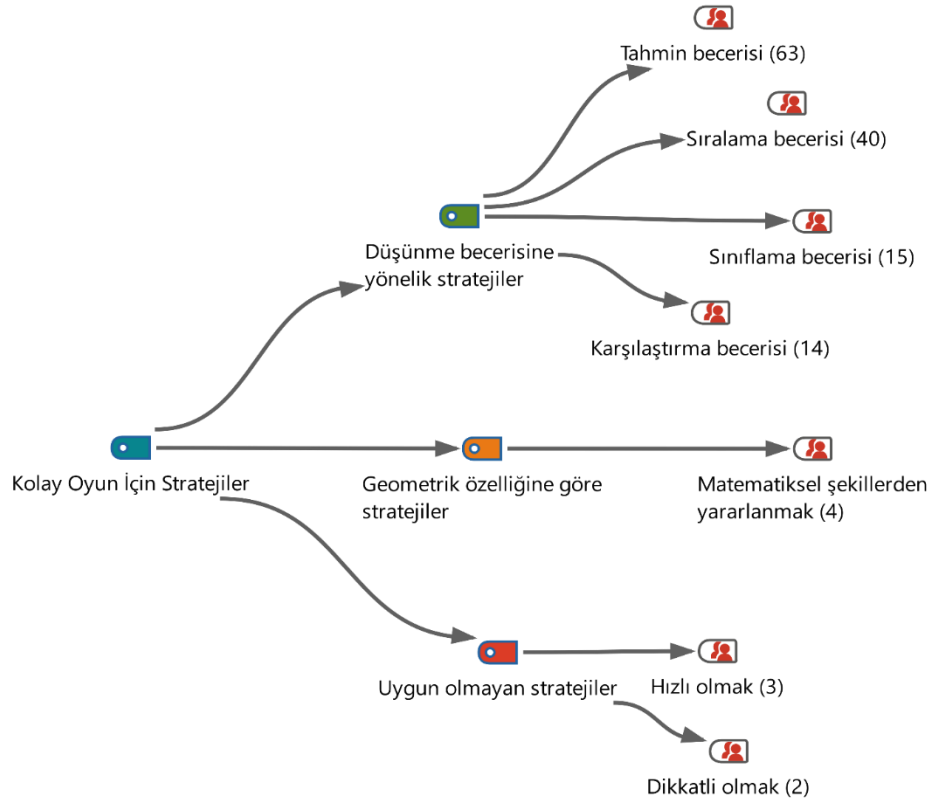 Tahmin becerisi (63)
Sıralama becerisi (40)
Sınıflama becerisi (15)
Düşünme becerisine
yönelik stratejiler
Karşılaştırma becerisi (14)
Kolay Oyun İçin Stratejiler
Geometrik özelliğine göre
stratejiler
Matematiksel şekillerden
yararlanmak (4)
Uygun olmayan stratejiler
Hızlı olmak (3)
Dikkatli olmak (2)